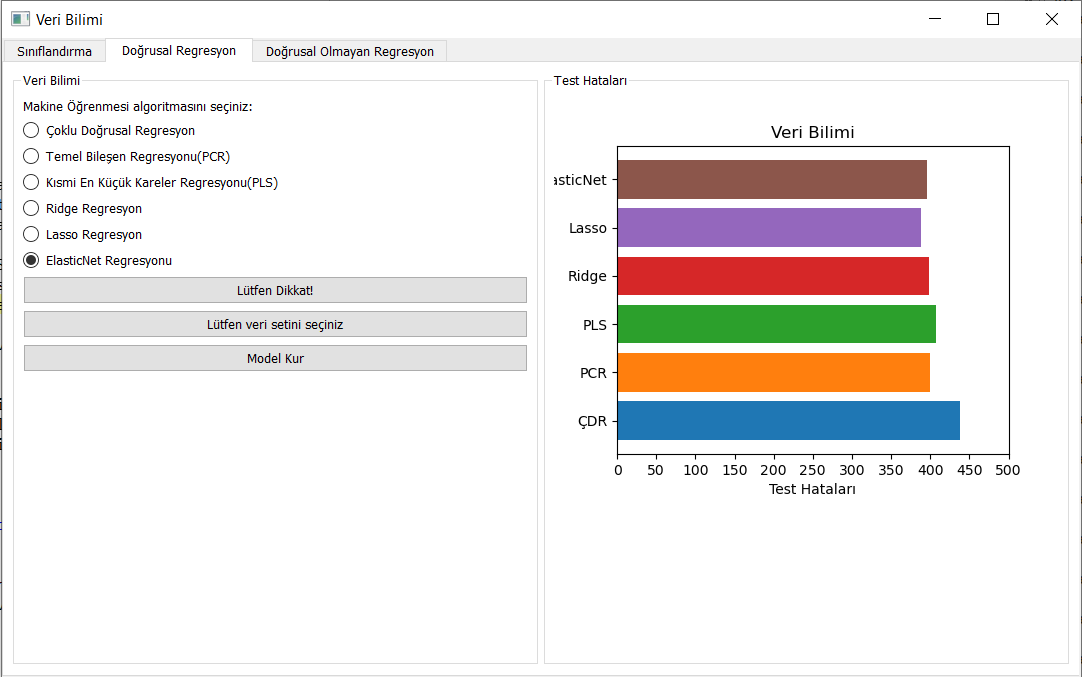 Veri Bilimi
Sınıflandırma
Doğrusal Regresyon
Doğrusal Olmayan Regresyon
Veri Bilimi
Makine Öğrenmesi algoritmasını seçiniz:
Çoklu Doğrusal Regresyon
Temel Bileşen Regresyonu(PCR)
Kısmi En Küçük Kareler Regresyonu(PLS)
Ridge Regresyon
Lasso Regresyon
ElasticNet Regresyonu
Lütfen Dikkat!
Lütfen veri setini seçiniz
Model Kur
Test Hataları
Veri Bilimi
asticNet
Lasso
Ridge
PLS
PCR
ÇDR
0 50 100 150 200 250 300 350 400 450 500
Test Hataları